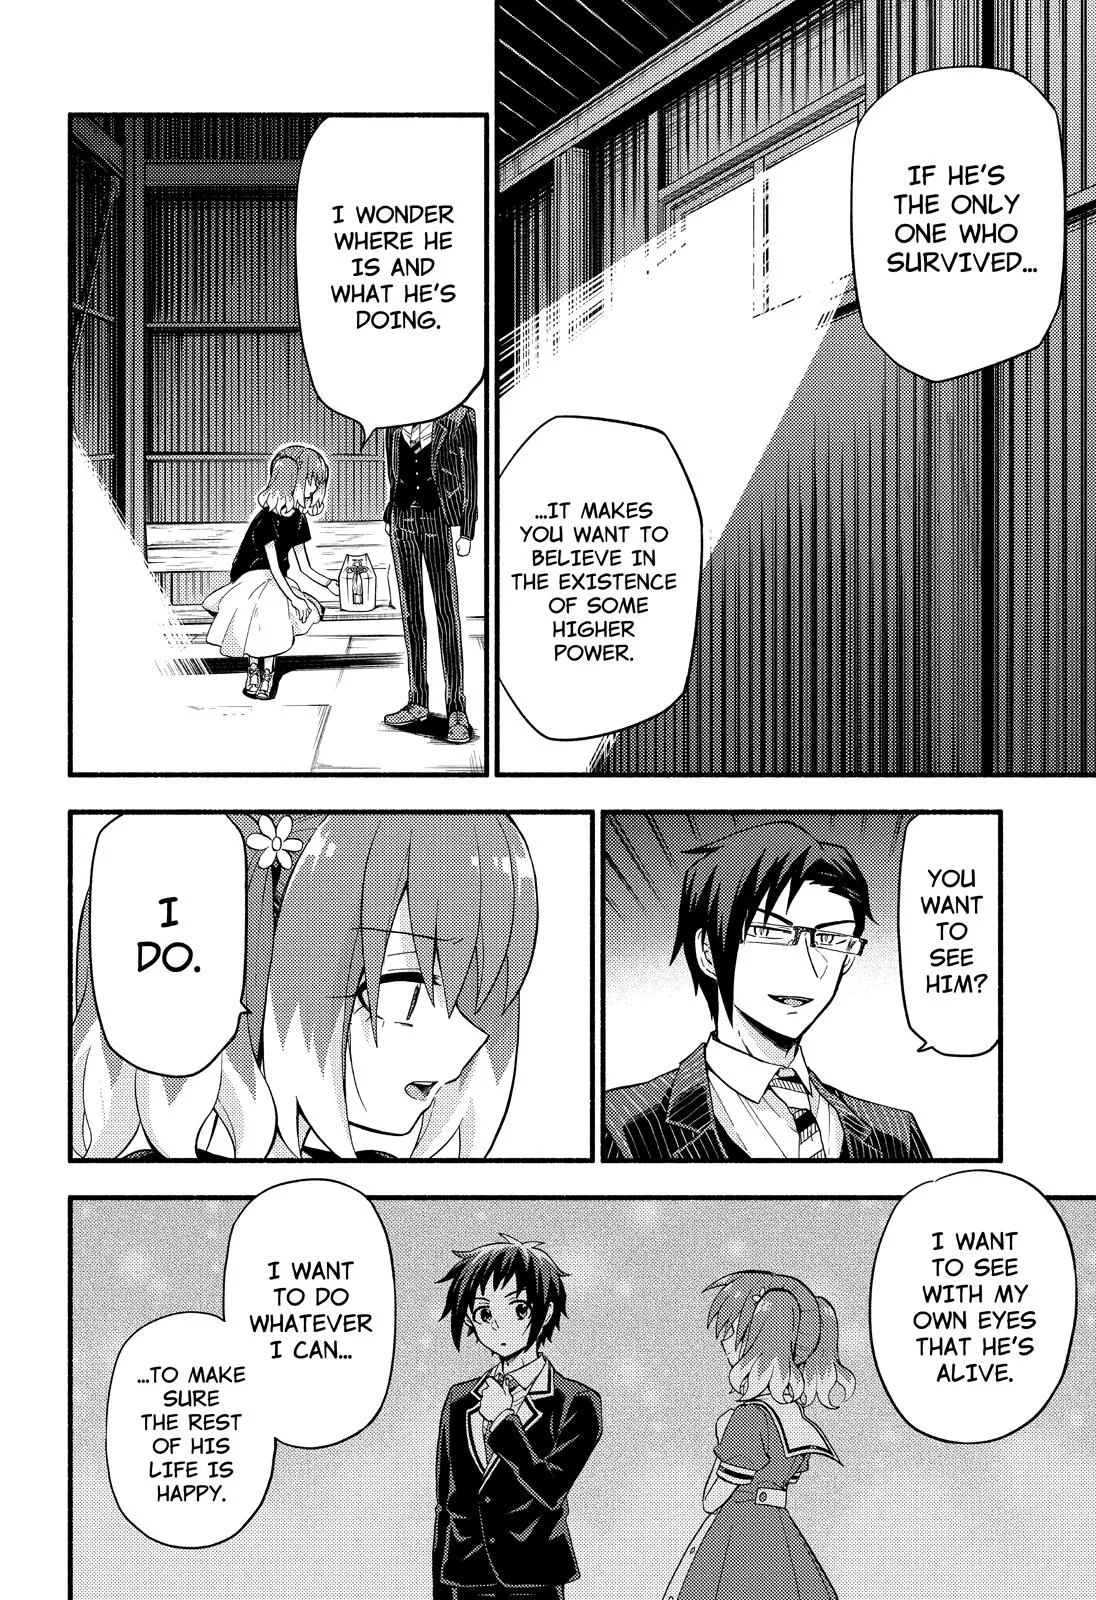 IF HE'S
THE ONLY
ONE WHO
SURVIVED...
...IT MAKES
YOU WANT TO
BELIEVE IN
THE EXISTENCE
OF SOME
HIGHER
POWER.
I WONDER
WHERE HE
IS AND
WHAT HE'S
DOING.
YOU
WANT
TO
SEE
HIM?
I
DO.
I WANT
TO SEE
WITH MY
OWN EYES
THAT HE'S
ALIVE.
I WANT
TO DO
WHATEVER
I CAN...
...TO MAKE
SURE
THE REST
OF HIS
LIFE IS
HAPPY.